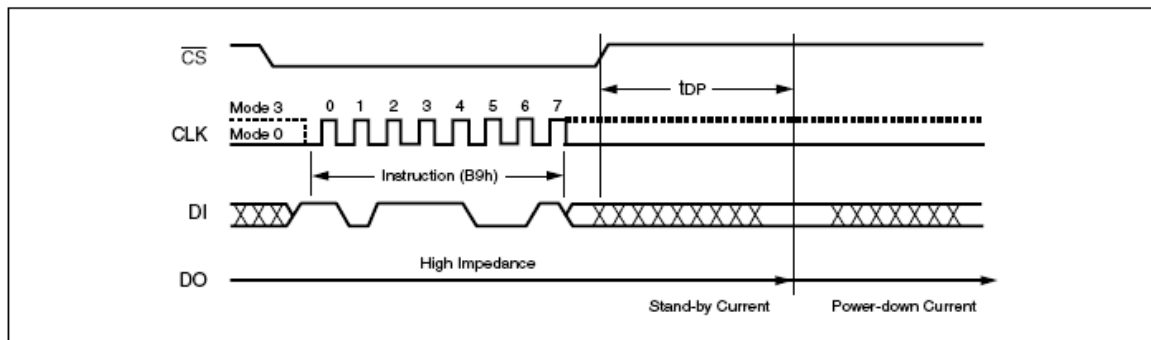 CS
tDP
Mode 3 0 1 2 3 4 5 6 7
CLK
Mode 0
Instruction (B9h)
DI
High Impedance
DO
Stand-by Current Power-down Current